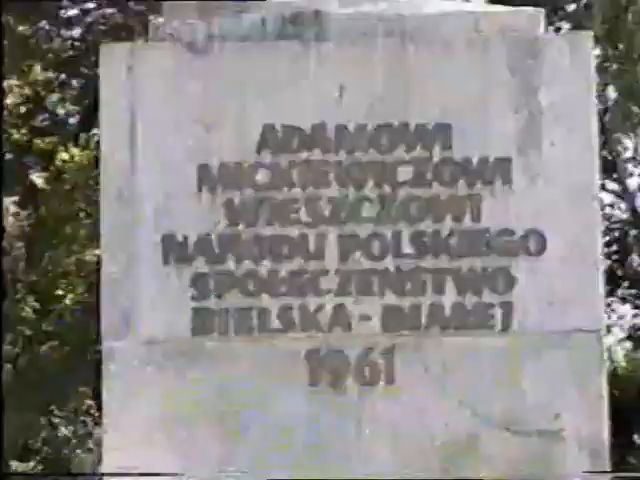 ADAMOWI
MICKIEWICZOWI
WIESZCZOWI
NARODU POLSKIEGO
SPOŁECZEŃSTWO
BIELSKA - BIAŁEJ
1961